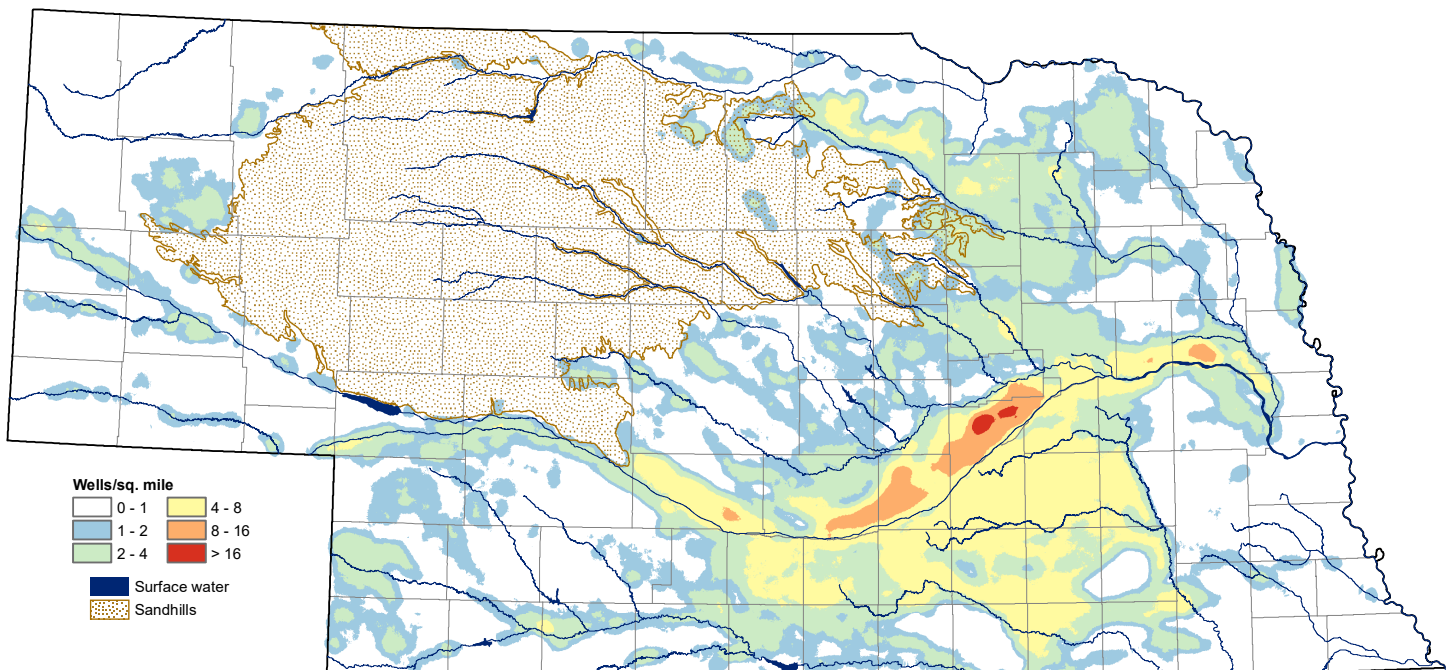 Wells/sq. mile
0 - 1
4 - 8
1 - 2
8 - 16
2 - 4
> 16
Surface water
Sandhills